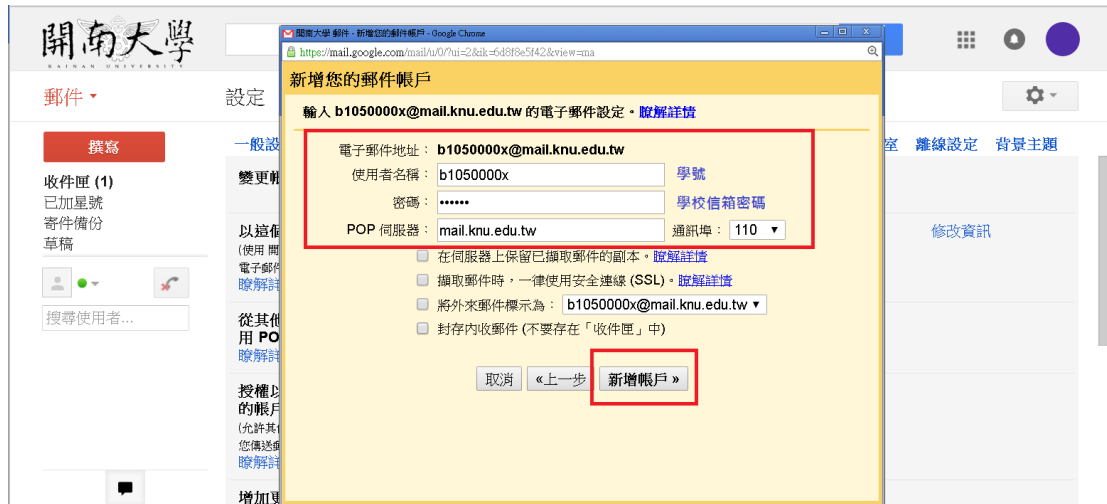 開南大學
KAINAN UNIVERSITY
開南大學 郵件 - 新增您的郵件帳戶 - Google Chrome
https://mail.google.com/mail/u/0/?ui=2&ik=6d8f8e5f42&view=ma
新增您的郵件帳戶
郵件
設定
輸入 b1050000x@mail.knu.edu.tw 的電子郵件設定。瞭解詳情
撰寫
一般設
室 離線設定 背景主題
電子郵件地址： b1050000x@mail.knu.edu.tw
收件匣 (1)
變更帳
使用者名稱： b1050000x 學號
已加星號
密碼： •••••• 學校信箱密碼
寄件備份
以這個
POP 伺服器： mail.knu.edu.tw 通訊埠： 110
修改資訊
草稿
(使用 開
電子郵件
在伺服器上保留已擷取郵件的副本。瞭解詳情
瞭解詳
擷取郵件時，一律使用安全連線 (SSL)。瞭解詳情
搜尋使用者...
從其他
將外來郵件標示為： b1050000x@mail.knu.edu.tw
用 PO
封存內收郵件 (不要存在「收件匣」中)
瞭解詳
取消 «上一步 新增帳戶 »
授權以
的帳戶
(允許其他
您傳送郵
瞭解詳
增加更